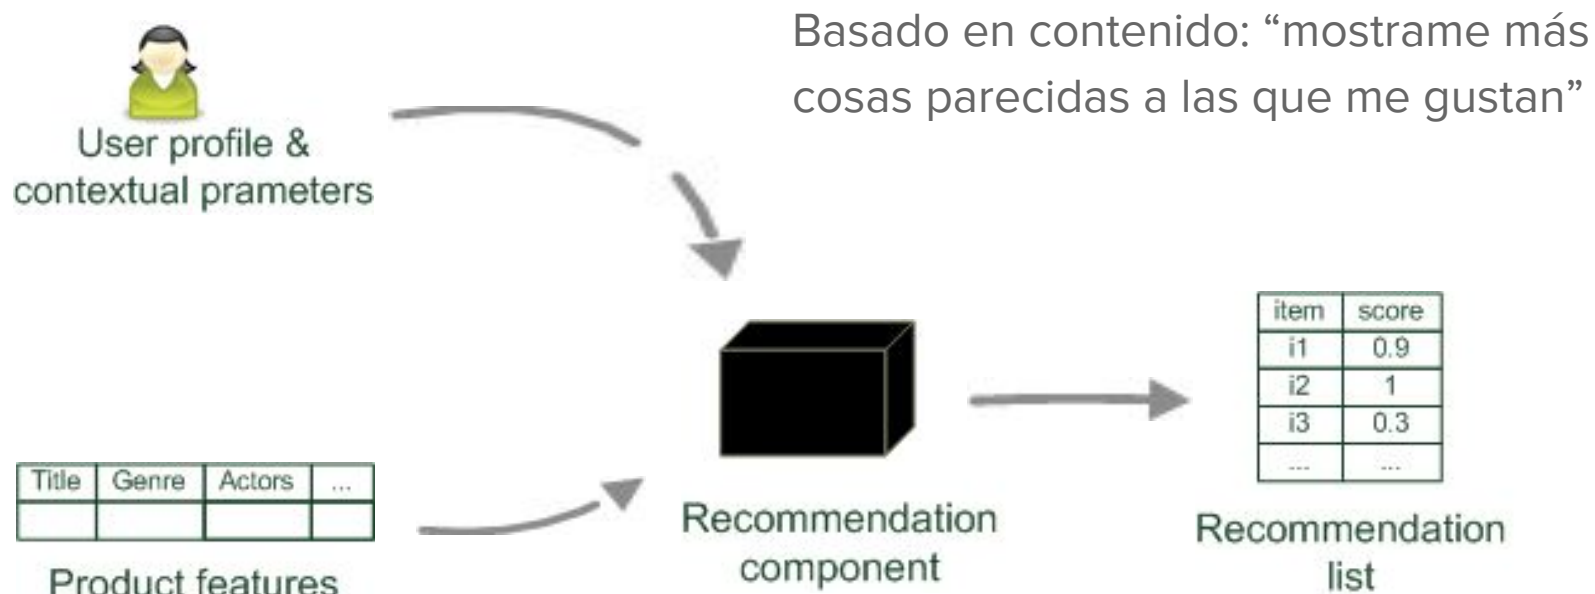 Basado en contenido: “mostrame más
cosas parecidas a las que me gustan”
User profile &
contextual prameters
item score
i1 0.9
i2 1
i3 0.3
... ...
Title Genre Actors ...
Product features
Recommendation
component
Recommendation
list